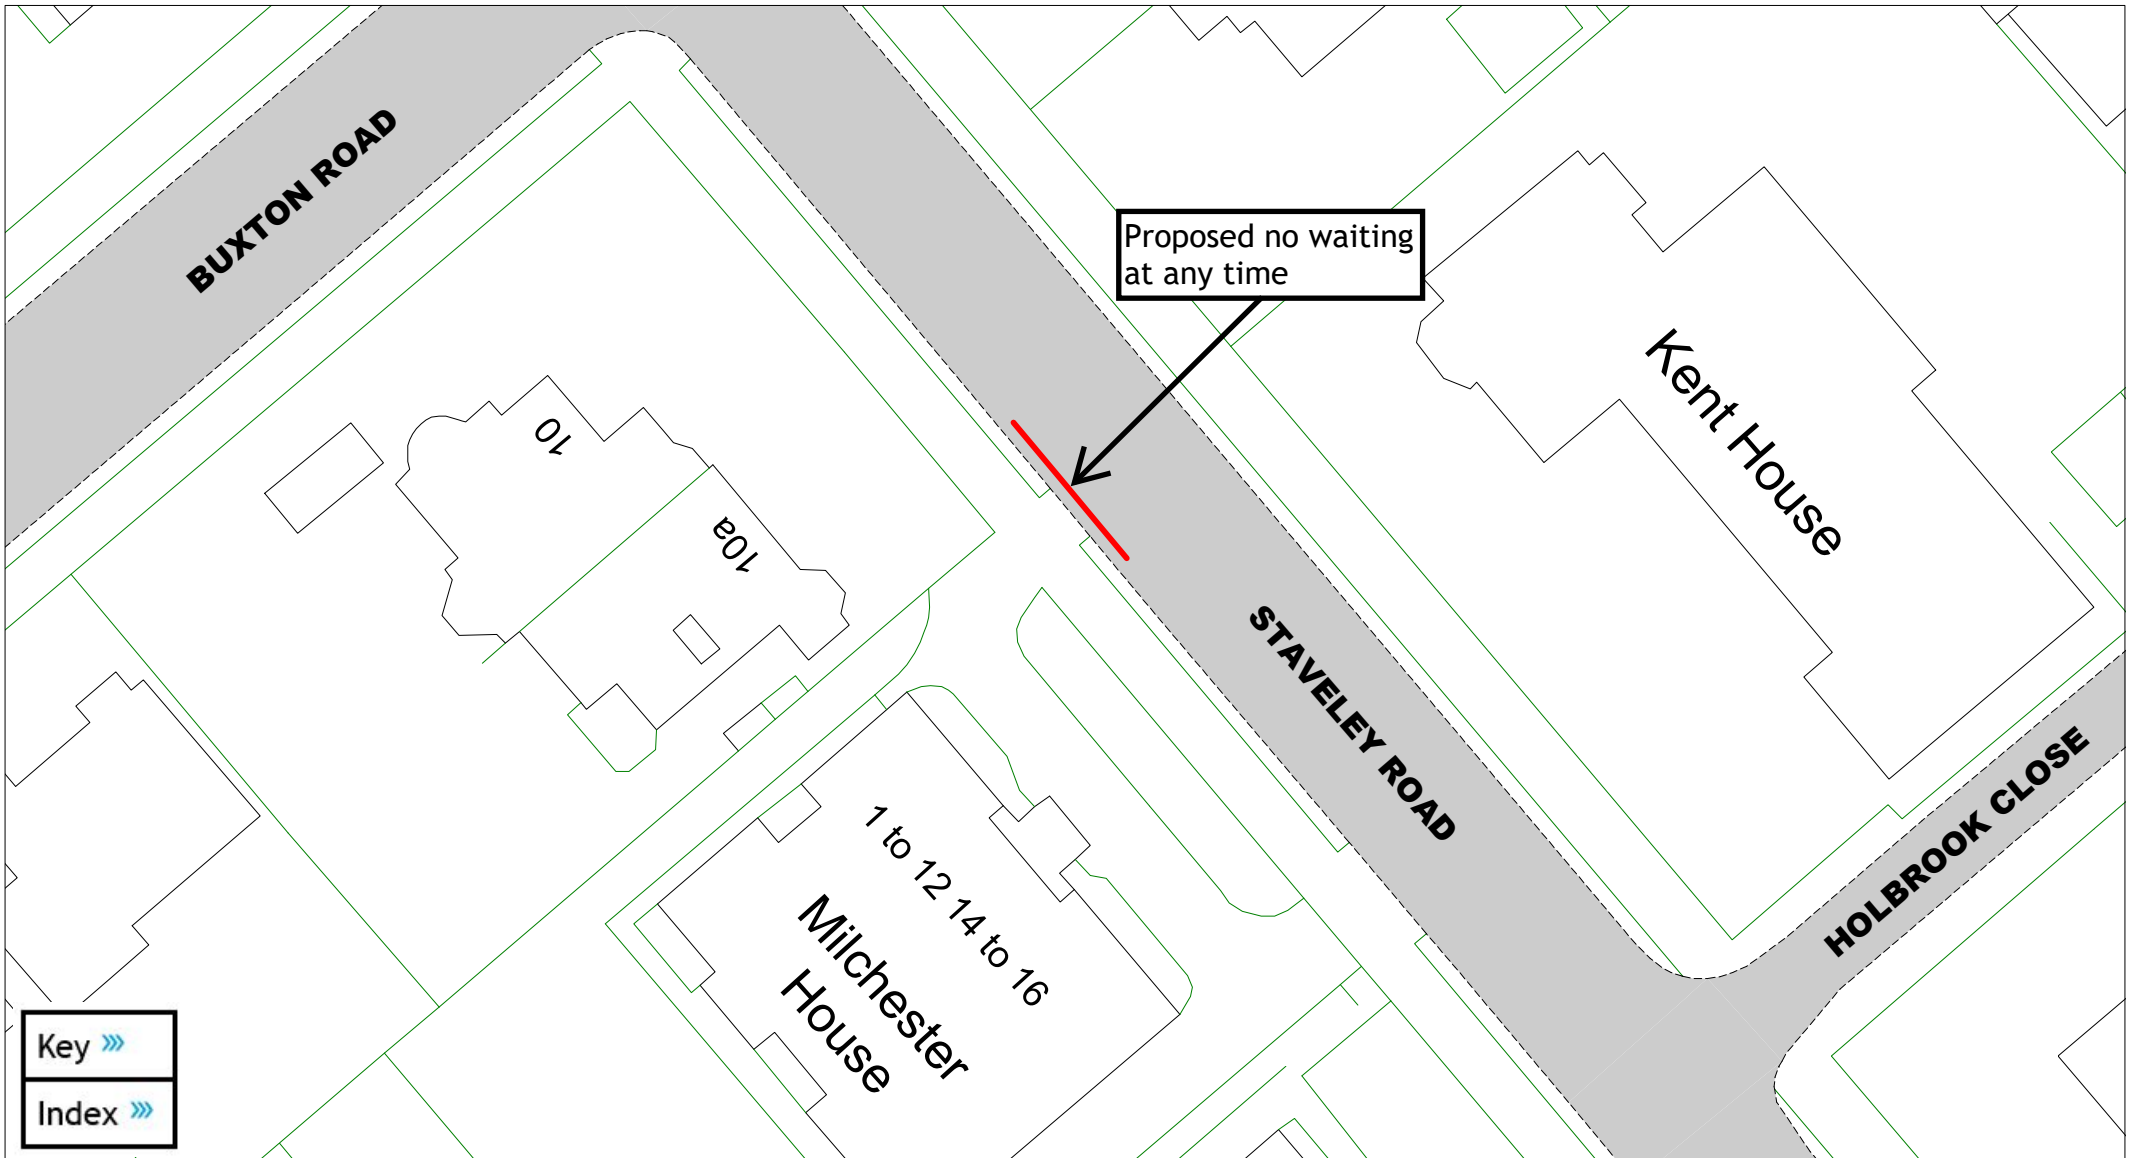 BUXTON ROAD
Proposed no waiting
at any time
Kent House
10
10a
STAVELEY ROAD
HOLBROOK CLOSE
1 to 12 14 to 16
Milchester
House
Key »»
Index »»